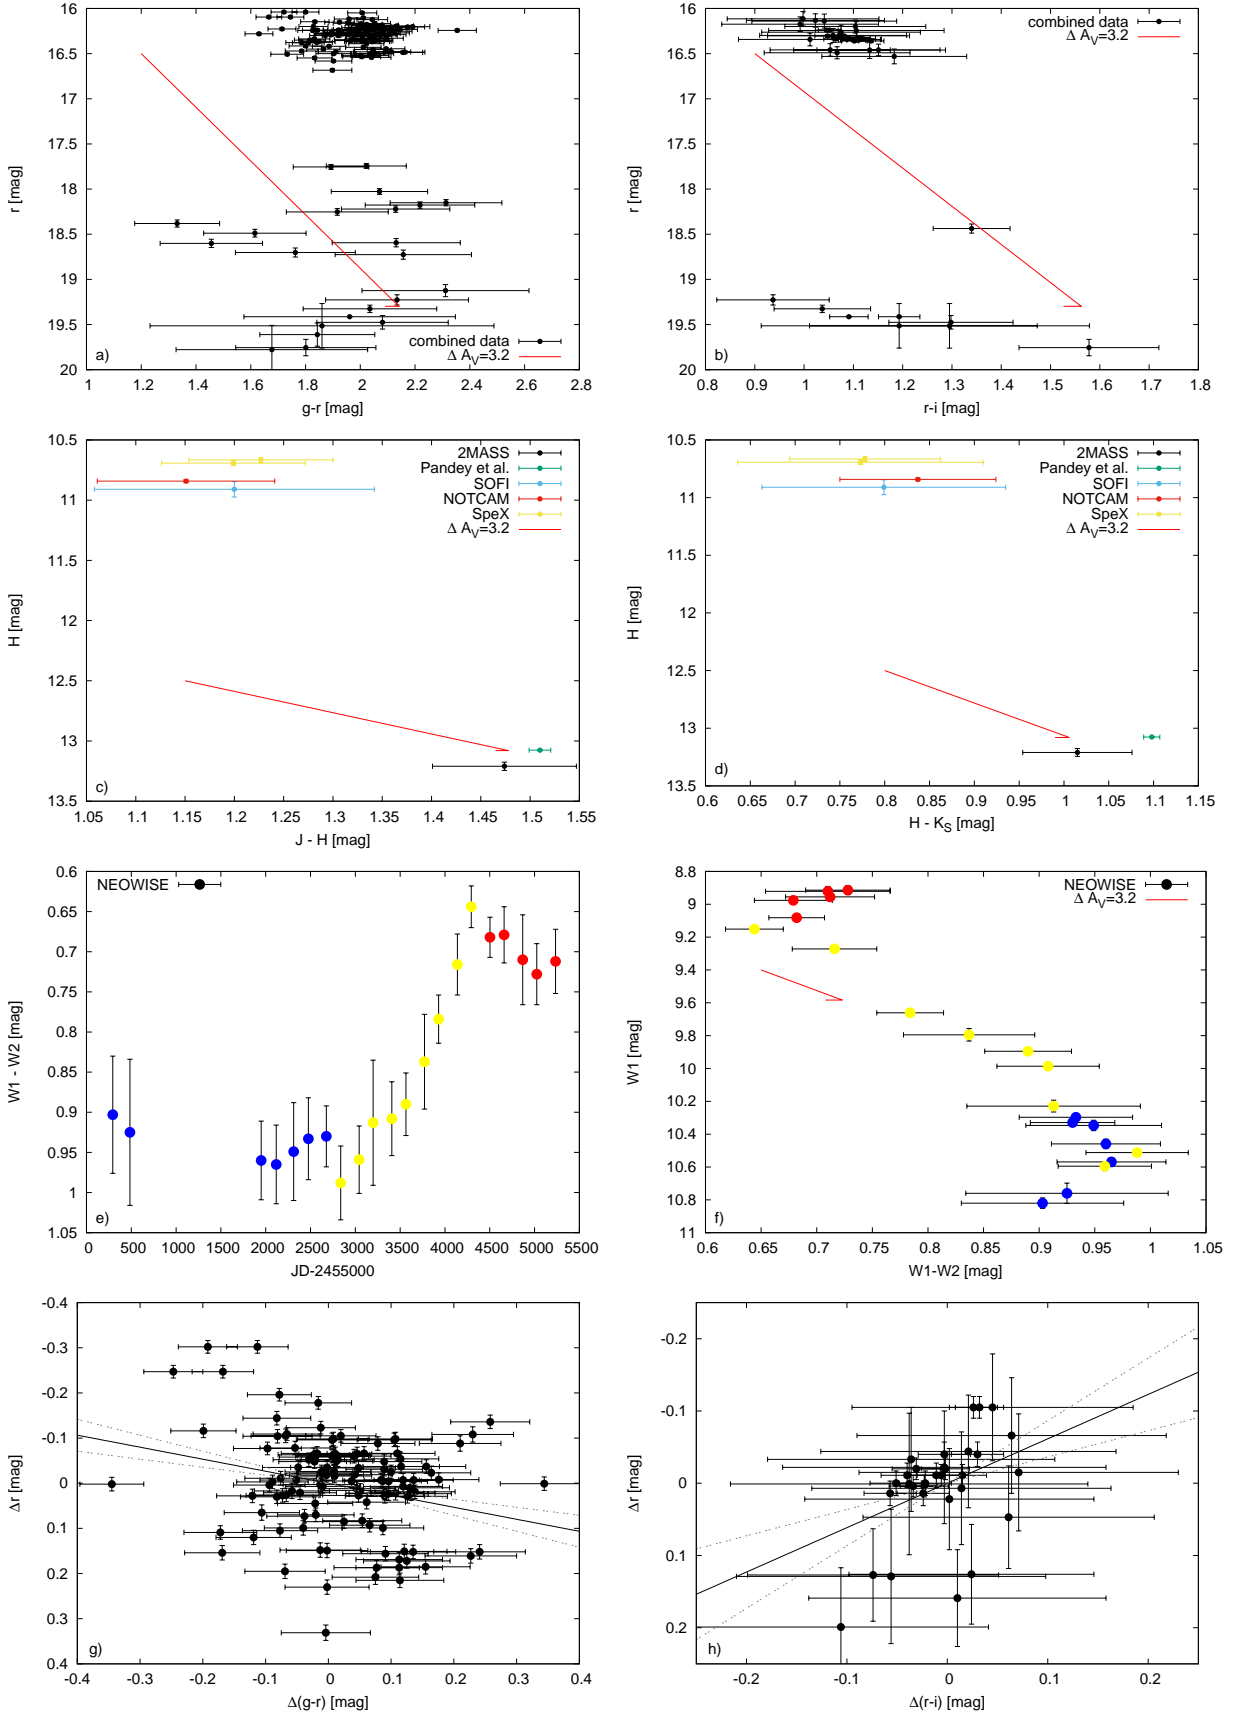 16
16.5
17
17.5
18
18.5
19
19.5
20
r [mag]
combined data
Δ A_V=3.2
a)
1 1.2 1.4 1.6 1.8 2 2.2 2.4 2.6 2.8
g-r [mag]
16
16.5
17
17.5
18
18.5
19
19.5
20
r [mag]
combined data
Δ A_V=3.2
b)
0.8 0.9 1 1.1 1.2 1.3 1.4 1.5 1.6 1.7 1.8
r-i [mag]
10.5
11
11.5
12
12.5
13
13.5
H [mag]
2MASS
Pandey et al.
SOFI
NOTCAM
SpeX
Δ A_V=3.2
c)
1.05 1.1 1.15 1.2 1.25 1.3 1.35 1.4 1.45 1.5 1.55
J - H [mag]
10.5
11
11.5
12
12.5
13
13.5
H [mag]
2MASS
Pandey et al.
SOFI
NOTCAM
SpeX
Δ A_V=3.2
d)
0.6 0.65 0.7 0.75 0.8 0.85 0.9 0.95 1 1.05 1.1 1.15
H - K_S [mag]
0.6
0.65
0.7
0.75
0.8
0.85
0.9
0.95
1
1.05
W1 - W2 [mag]
NEOWISE
e)
0 500 1000 1500 2000 2500 3000 3500 4000 4500 5000 5500
JD-2455000
8.8
9
9.2
9.4
9.6
9.8
10
10.2
10.4
10.6
10.8
11
W1 [mag]
NEOWISE
Δ A_V=3.2
f)
0.6 0.65 0.7 0.75 0.8 0.85 0.9 0.95 1 1.05
W1-W2 [mag]
-0.4
-0.3
-0.2
-0.1
0
0.1
0.2
0.3
0.4
Δr [mag]
g)
-0.4 -0.3 -0.2 -0.1 0 0.1 0.2 0.3 0.4
Δ(g-r) [mag]
-0.2
-0.1
0
0.1
0.2
Δr [mag]
h)
-0.2 -0.1 0 0.1 0.2
Δ(r-i) [mag]